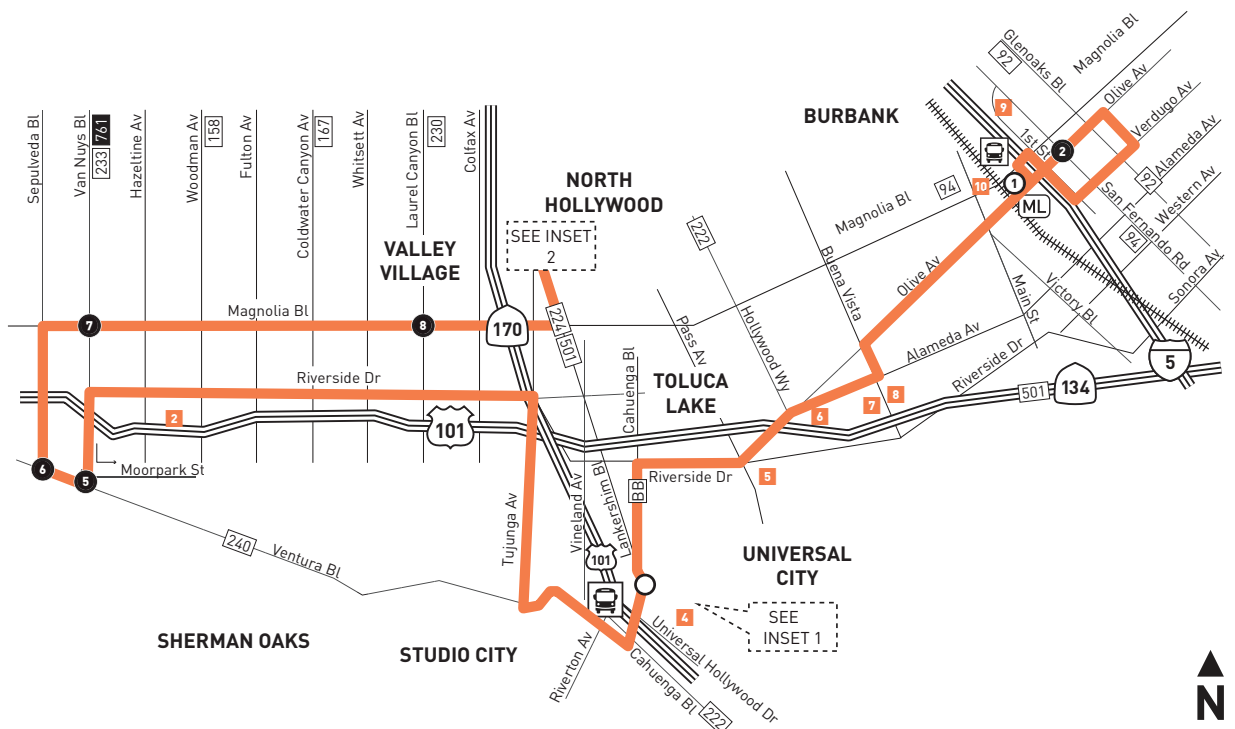 Glenoaks Bl
92
Magnolia Bl
Olive Av
Verdugo Av
Alameda Av
92
Western Av
San Fernando Rd
94
Sonora Av
BURBANK
9
1st St
2
1
10
ML
94
Magnolia Bl
Sepulveda Bl
Van Nuys Bl
233
761
Hazeltine Av
Woodman Av
158
Fulton Av
Coldwater Canyon Av
167
Whitsett Av
Laurel Canyon Bl
230
Colfax Av
NORTH
HOLLYWOOD
SEE INSET
2
VALLEY
VILLAGE
222
Buena Vista
Olive Av
Main St
Victory Bl
Magnolia Bl
7
8
170
224
501
Pass Av
Hollywood Wy
Alameda Av
Riverside Dr
5
Riverside Dr
Cahuenga Bl
TOLUCA
LAKE
501
134
2
101
6
7
8
6
5
Moorpark St
Lankershim Bl
BB
Riverside Dr
5
Tujunga Av
Vineland Av
240
Ventura Bl
101
UNIVERSAL
CITY
4
SEE
INSET 1
SHERMAN OAKS
STUDIO CITY
Riverton Av
Cahuenga Bl
222
Universal Hollywood Dr
N